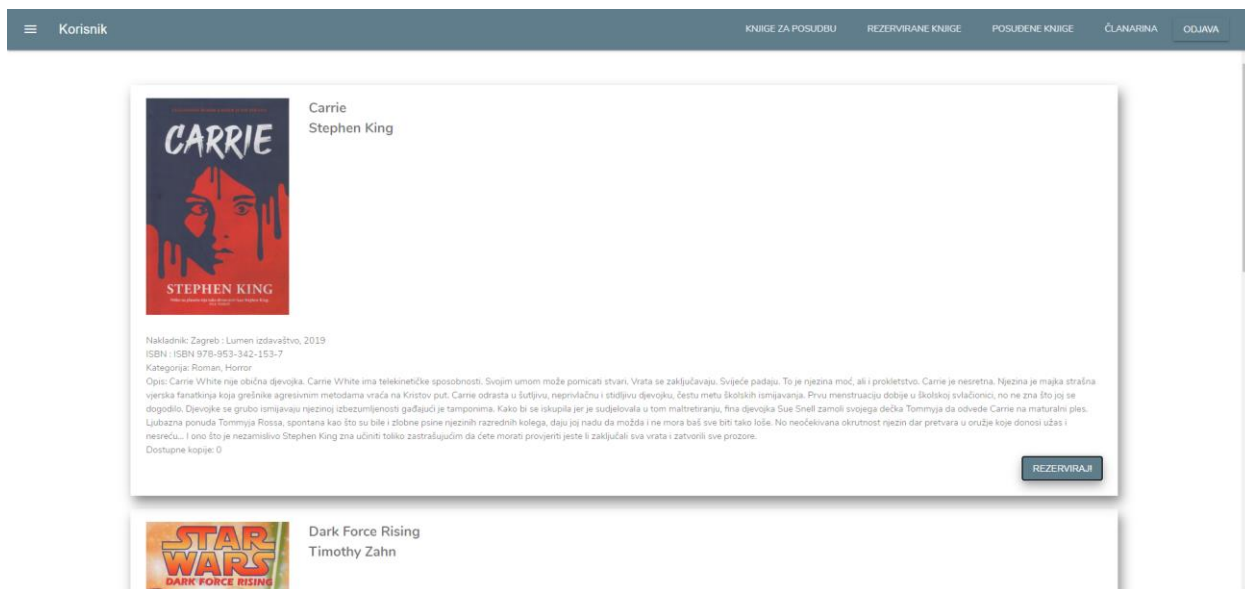 Korisnik
KNJIGE ZA POSUDBU
REZERVIRANE KNJIGE
POSUĐENE KNJIGE
ČLANARINA
ODJAVA
CARRIE
STEPHEN KING
Carrie
Stephen King
Nakladnik: Zagreb : Lumen izdavaštvo, 2019
ISBN : ISBN 978-953-342-153-7
Kategorija: Roman, Horror
Opis: Carrie White nije obična djevojka. Carrie White ima telekinetičke sposobnosti. Svojim umom može pomicati stvari. Vrata se zaključavaju. Svijeće padaju. To je njezina moć, ali i prokletstvo. Carrie je nesretna. Njezina je majka strašna
vjerska fanatkinja koja grešnike agresivnim metodama vraća na Kristov put. Carrie odrasta u šutljivu, neprivlačnu i stidljivu djevojku, čestu metu školskih ismijavanja. Prvu menstruaciju dobije u školskoj svlačionici, no ne zna što joj se
dogodilo. Djevojke se grubo ismijavaju njezinoj izbezumljenosti gađajući je tamponima. Kako bi se iskupila jer je sudjelovala u tom maltretiranju, fina djevojka Sue Snell zamoli svojega dečka Tommyja da odvede Carrie na maturalni ples.
Ljubazna ponuda Tommyja Rossa, spontana kao što su bile i zlobne psine njezinih razrednih kolega, daju joj nadu da možda i ne mora baš sve biti tako loše. No neočekivana okrutnost njezin dar pretvara u oružje koje donosi užas i
nesreću... I ono što je nezamislivo Stephen King zna učiniti toliko zastrašujućim da ćete morati provjeriti jeste li zaključali sva vrata i zatvorili sve prozore.
Dostupne kopije: 0
REZERVIRAJ!
STAR
WARS
DARK FORCE RISING
Dark Force Rising
Timothy Zahn